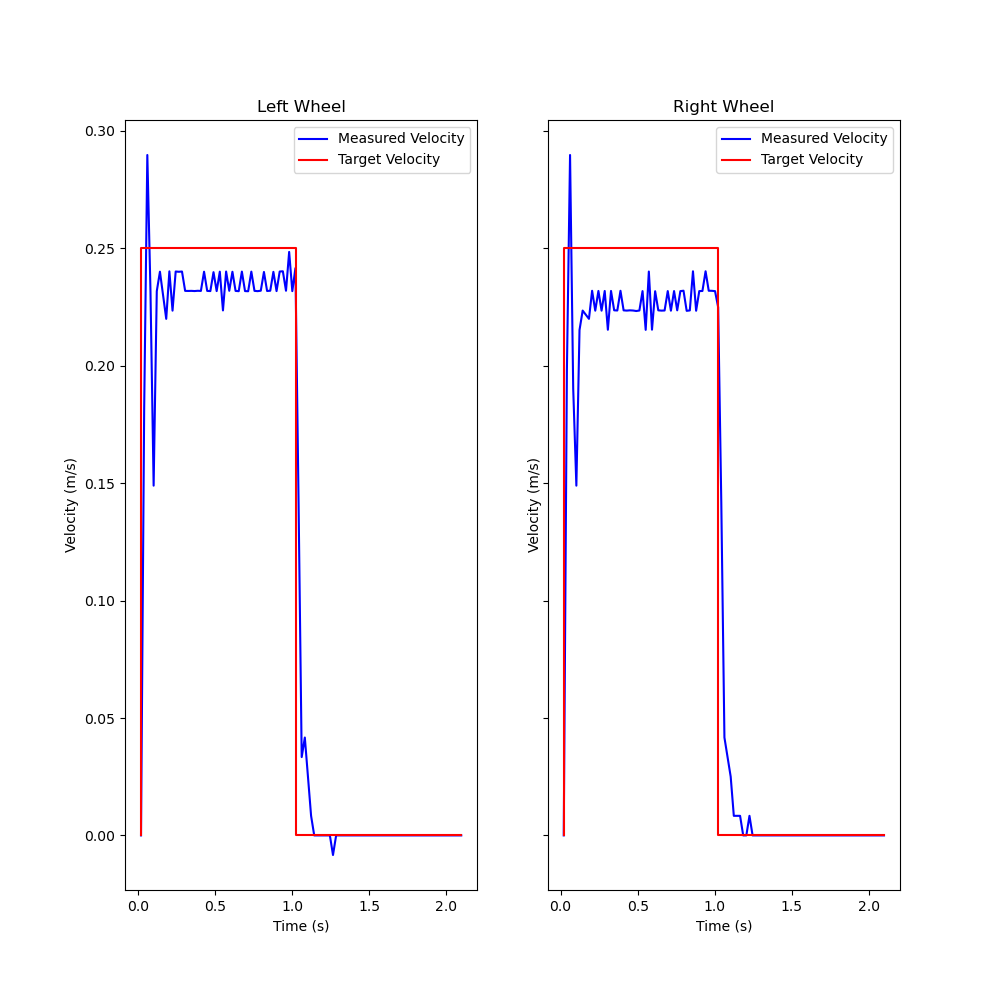 Left Wheel
Right Wheel
Measured Velocity
Target Velocity
Measured Velocity
Target Velocity
0.30
0.25
0.20
0.15
0.10
0.05
0.00
Velocity (m/s)
Velocity (m/s)
0.0 0.5 1.0 1.5 2.0
0.0 0.5 1.0 1.5 2.0
Time (s)
Time (s)